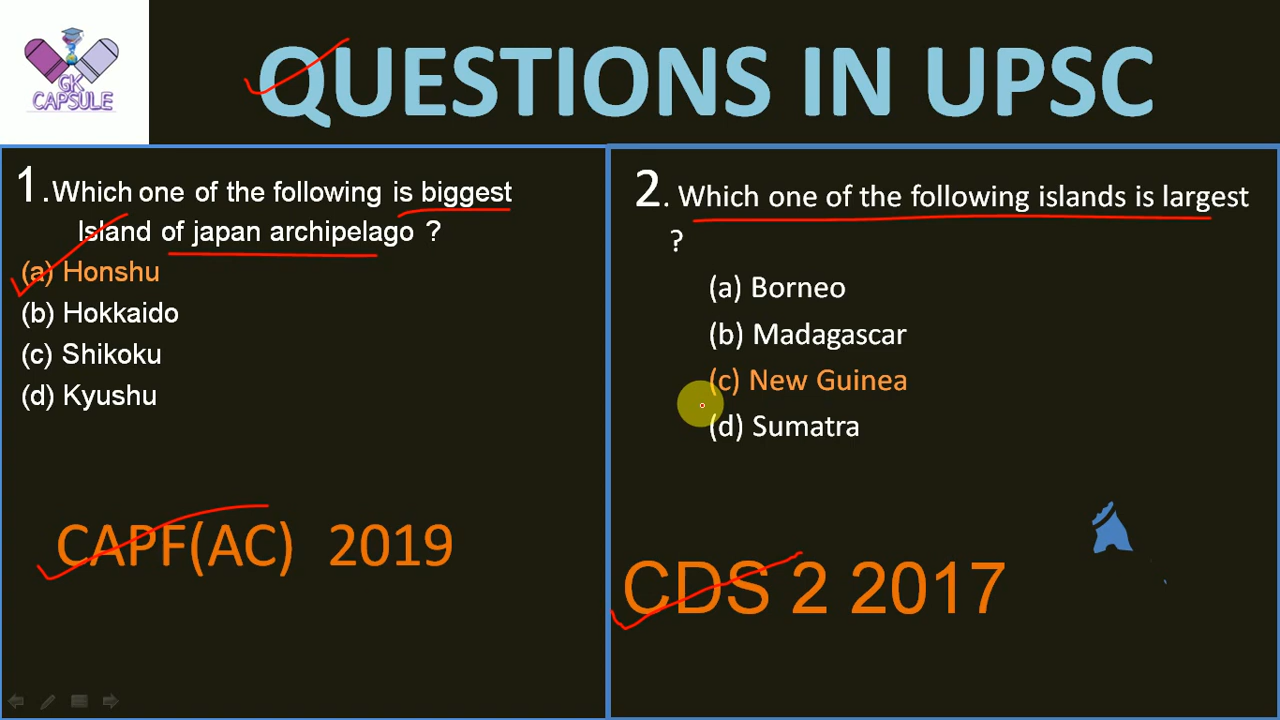 GK
CAPSULE
QUESTIONS IN UPSC
1.Which one of the following is biggest
Island of japan archipelago ?
(a) Honshu
(b) Hokkaido
(c) Shikoku
(d) Kyushu
CAPF(AC) 2019
2. Which one of the following islands is largest
?
(a) Borneo
(b) Madagascar
(c) New Guinea
(d) Sumatra
CDS 2 2017